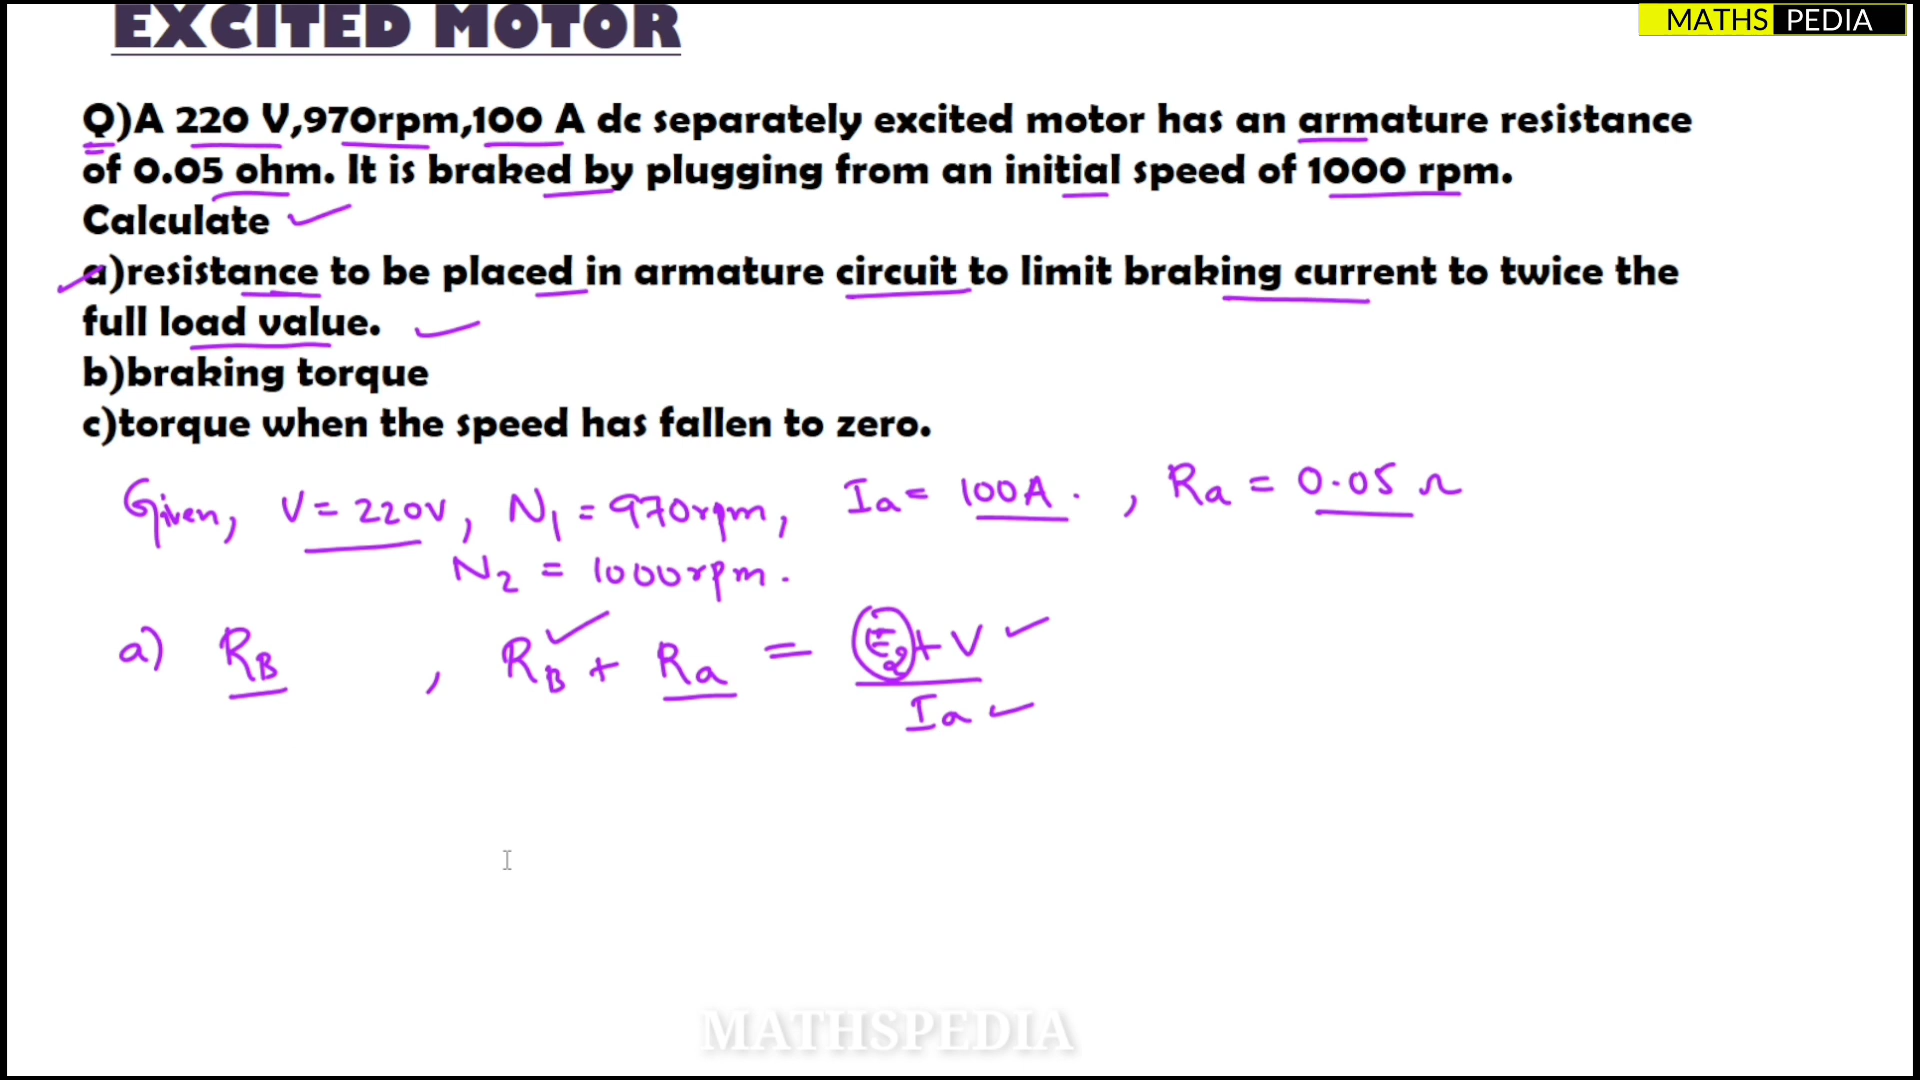 EXCITED MOTOR
MATHS PEDIA
Q)A 220 V,970rpm,100 A dc separately excited motor has an armature resistance
of 0.05 ohm. It is braked by plugging from an initial speed of 1000 rpm.
Calculate
a)resistance to be placed in armature circuit to limit braking current to twice the
full load value.
b)braking torque
c)torque when the speed has fallen to zero.
Given, V = 220V, N1 = 970rpm, Ia = 100A . , Ra = 0.05 Ω
N2 = 1000rpm.
a) RB , RB + Ra = E2+V
Ia
MATHSPEDIA